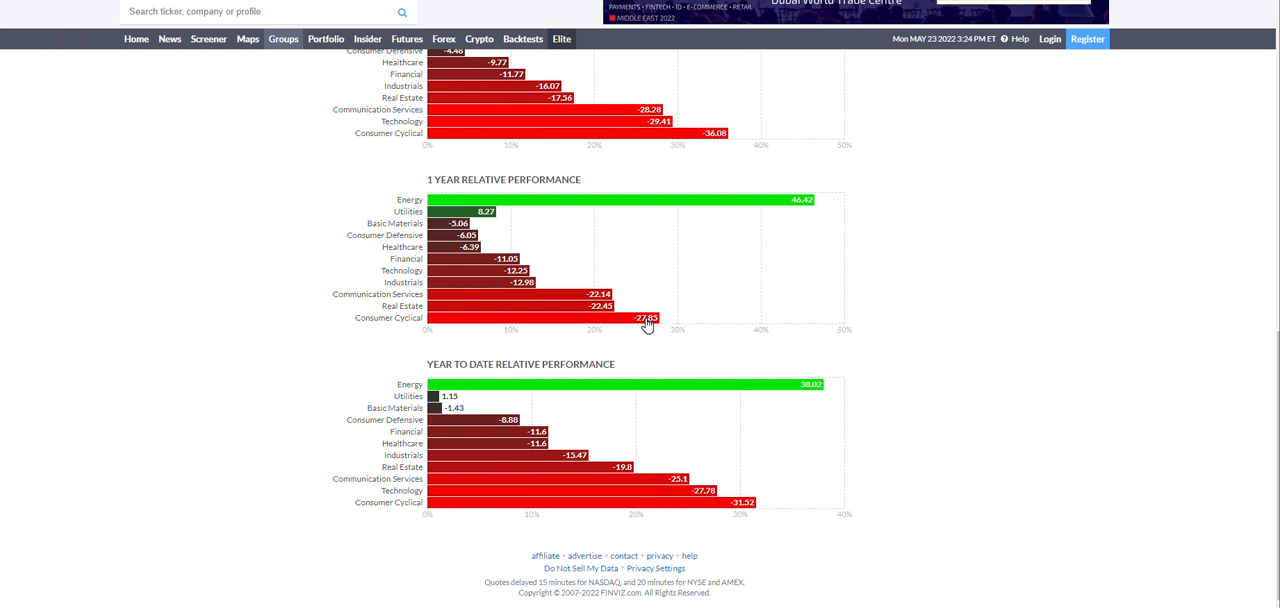 Search ticker, company or profile
PAYMENTS • FINTECH • ID • E-COMMERCE • RETAIL
Dubai World Trade Centre
MIDDLE EAST 2022
Home News Screener Maps Groups Portfolio Insider Futures Forex Crypto Backtests Elite Mon MAY 23 2022 3:24 PM ET Help Login Register
Consumer Defensive -4.48
Healthcare -9.77
Financial -11.77
Industrials -16.07
Real Estate -17.56
Communication Services -28.28
Technology -29.41
Consumer Cyclical -36.08
0% 10% 20% 30% 40% 50%
1 YEAR RELATIVE PERFORMANCE
Energy 46.42
Utilities 8.27
Basic Materials -5.06
Consumer Defensive -6.05
Healthcare -6.39
Financial -11.05
Technology -12.25
Industrials -12.98
Communication Services -22.14
Real Estate -22.45
Consumer Cyclical -27.85
0% 10% 20% 30% 40% 50%
YEAR TO DATE RELATIVE PERFORMANCE
Energy 38.02
Utilities 1.15
Basic Materials -1.43
Consumer Defensive -8.88
Financial -11.6
Healthcare -11.6
Industrials -15.47
Real Estate -19.8
Communication Services -25.1
Technology -27.78
Consumer Cyclical -31.52
0% 10% 20% 30% 40%
affiliate • advertise • contact • privacy • help
Do Not Sell My Data • Privacy Settings
Quotes delayed 15 minutes for NASDAQ, and 20 minutes for NYSE and AMEX.
Copyright © 2007-2022 FINVIZ.com. All Rights Reserved.